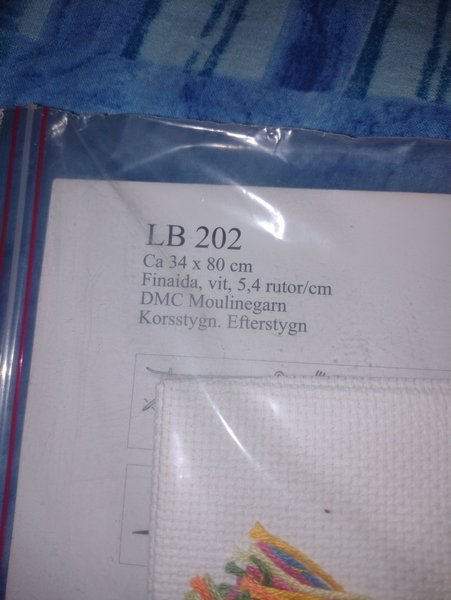 LB 202
Ca 34 x 80 cm
Finaida, vit, 5,4 rutor/cm
DMC Moulinegarn
Korsstygn. Efterstygn